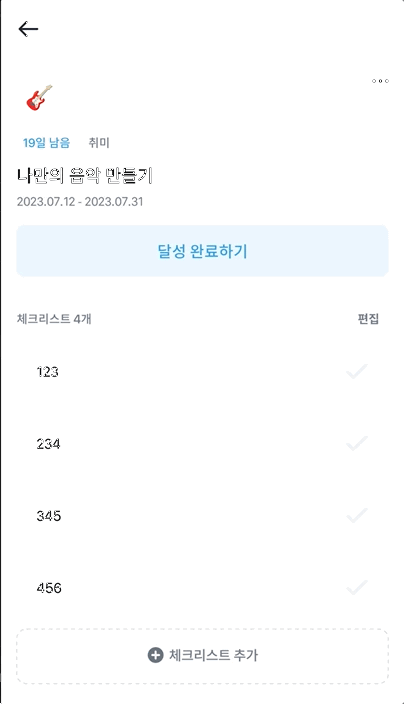 19일 남음 취미
나만의 음악 만들기
2023.07.12 - 2023.07.31
달성 완료하기
체크리스트 4개 편집
123
234
345
456
체크리스트 추가